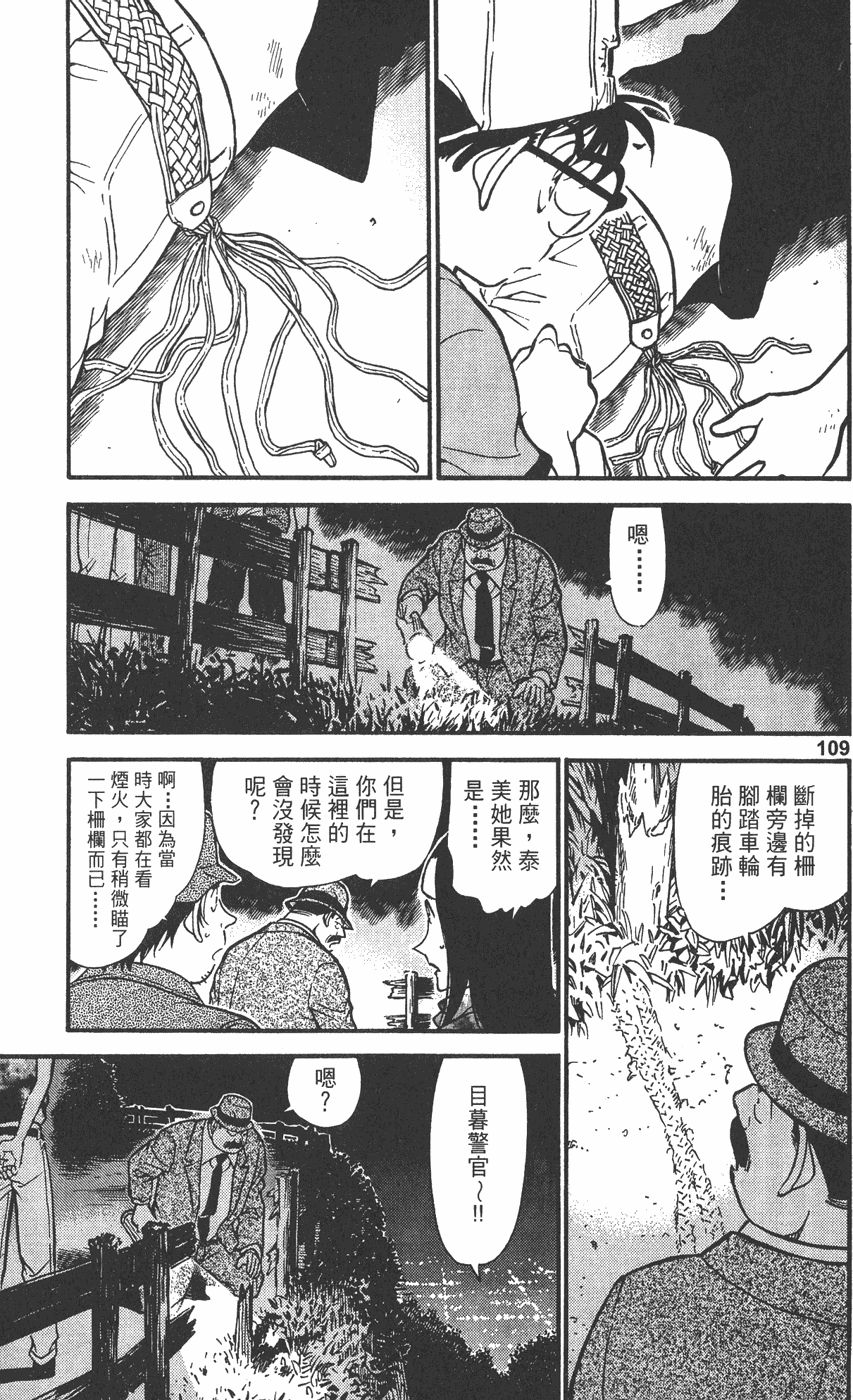 嗯……
109
斷掉的柵
欄旁邊有
腳踏車輪
胎的痕跡…
那麼，泰
美她果然
是……
但是，
你們在
這裡的
時候怎麼
會沒發現
呢？
啊…因為當
時大家都在看
煙火，只有稍微瞄了
一下柵欄而已……
目暮警官～!!
嗯？